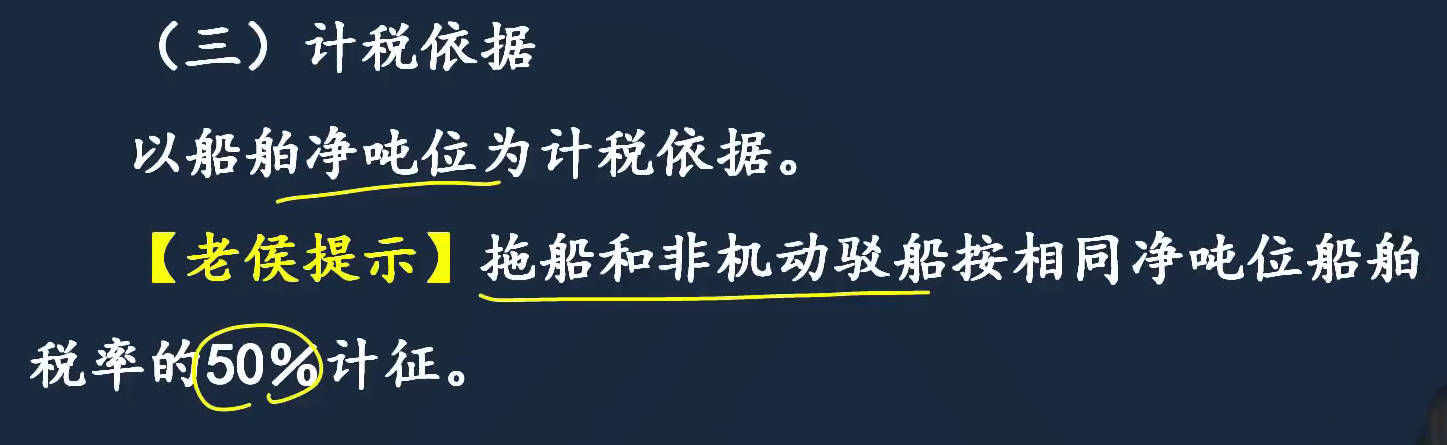 （三）计税依据
以船舶净吨位为计税依据。
【老侯提示】拖船和非机动驳船按相同净吨位船舶
税率的50%计征。